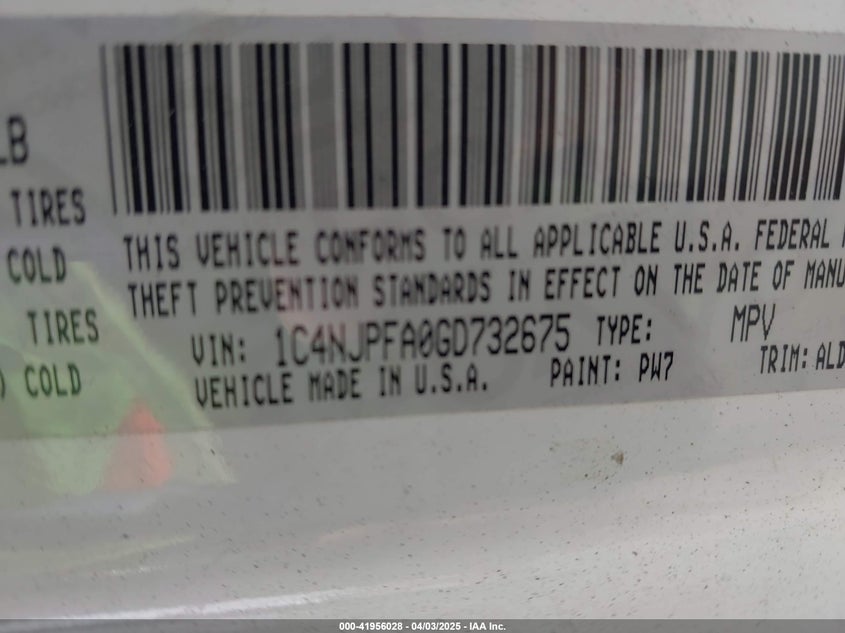 LB
TIRES
COLD
TIRES
) COLD
THIS VEHICLE CONFORMS TO ALL APPLICABLE U.S.A. FEDERAL
THEFT PREVENTION STANDARDS IN EFFECT ON THE DATE OF MANU
VIN: 1C4NJPFA0GD732675 TYPE: MPV
VEHICLE MADE IN U.S.A. PAINT: PW7 TRIM: ALD
000-41956028 - 04/03/2025 - IAA Inc.